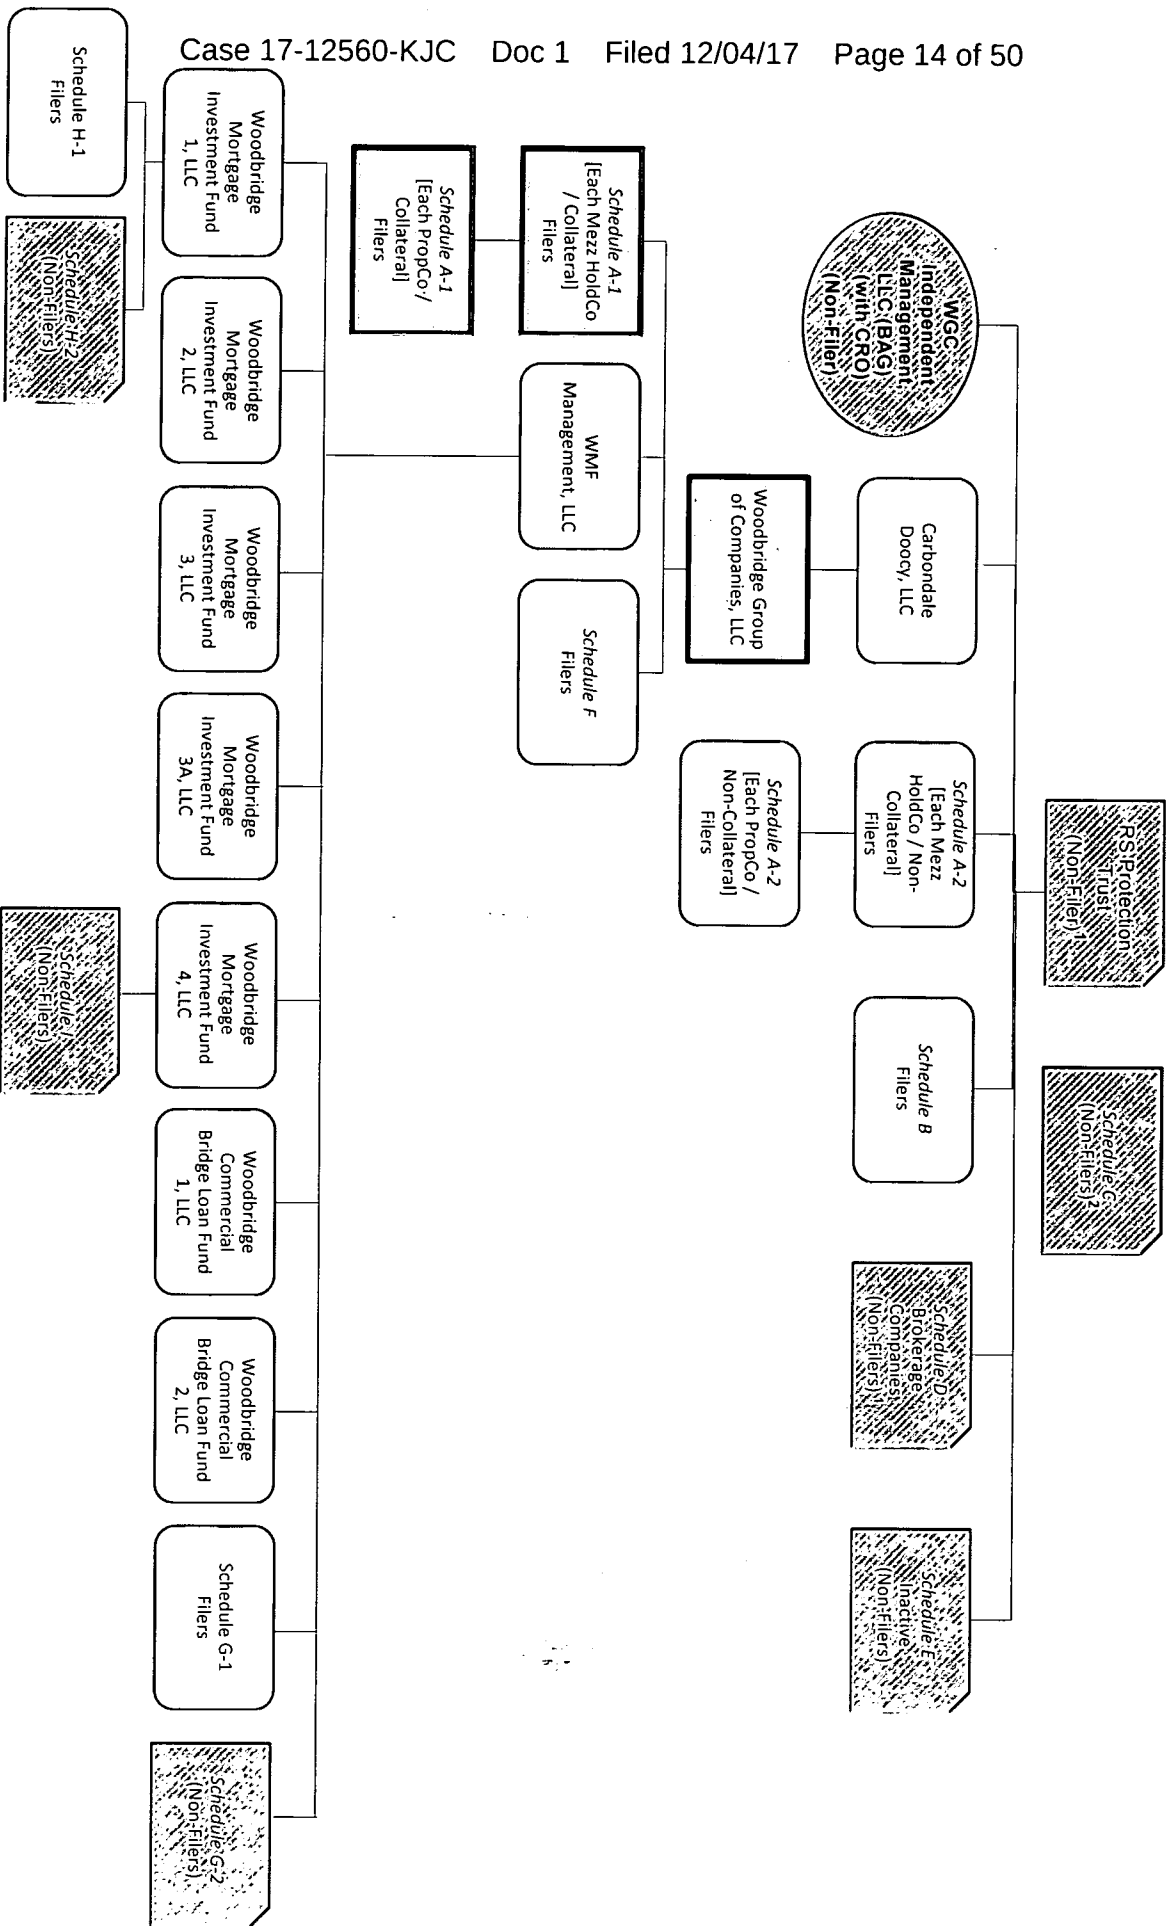 Case 17-12560-KJC Doc 1 Filed 12/04/17 Page 14 of 50
RS Protection
Trust
(Non-Filer)1
Schedule C
(Non-Filers)2
WGC
Independent
Management
LLC (BAG)
(with CRO)
(Non-Filer)
Carbondale
Doocy, LLC
Schedule A-2
[Each Mezz
HoldCo / Non-
Collateral]
Filers
Schedule B
Filers
Schedule D
Brokerage
Companies
(Non-Filers)1
Schedule E
Inactive
(Non-Filers)
Woodbridge Group
of Companies, LLC
Schedule A-2
[Each PropCo /
Non-Collateral]
Filers
Schedule A-1
[Each Mezz HoldCo
/ Collateral]
Filers
WMF
Management, LLC
Schedule F
Filers
Schedule A-1
[Each PropCo /
Collateral]
Filers
Woodbridge
Mortgage
Investment Fund
1, LLC
Woodbridge
Mortgage
Investment Fund
2, LLC
Woodbridge
Mortgage
Investment Fund
3, LLC
Woodbridge
Mortgage
Investment Fund
3A, LLC
Woodbridge
Mortgage
Investment Fund
4, LLC
Woodbridge
Commercial
Bridge Loan Fund
1, LLC
Woodbridge
Commercial
Bridge Loan Fund
2, LLC
Schedule G-1
Filers
Schedule G-2
(Non-Filers)
Schedule H-1
Filers
Schedule H-2
(Non-Filers)
Schedule I
(Non-Filers)